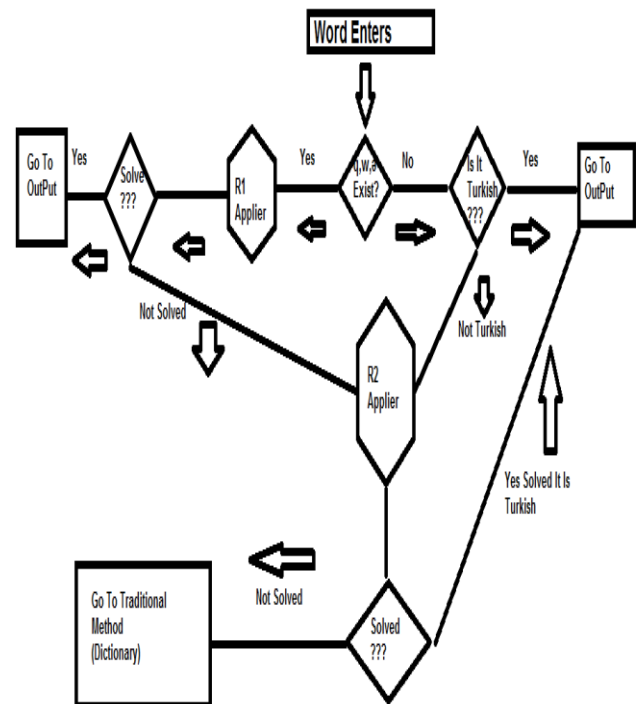 Word Enters
Go To
OutPut
Yes
Solve
???
R1
Applier
Yes
q,w,a
Exist?
No
Is It
Turkish
???
Yes
Go To
OutPut
Not Solved
Not Turkish
R2
Applier
Yes Solved It Is
Turkish
Not Solved
Go To Traditional
Method
(Dictionary)
Solved
???